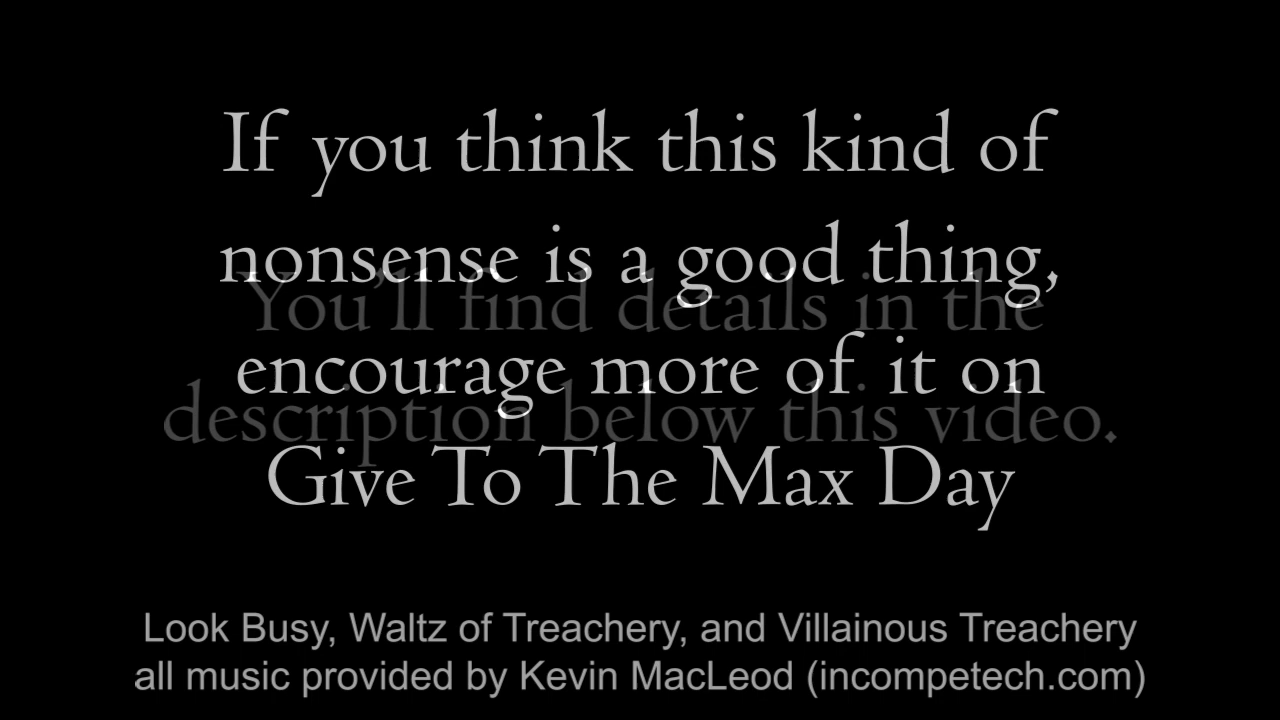 If you think this kind of
nonsense is a good thing,
You'll find details in the
encourage more of it on
description below this video.
Give To The Max Day
Look Busy, Waltz of Treachery, and Villainous Treachery
all music provided by Kevin MacLeod (incompetech.com)